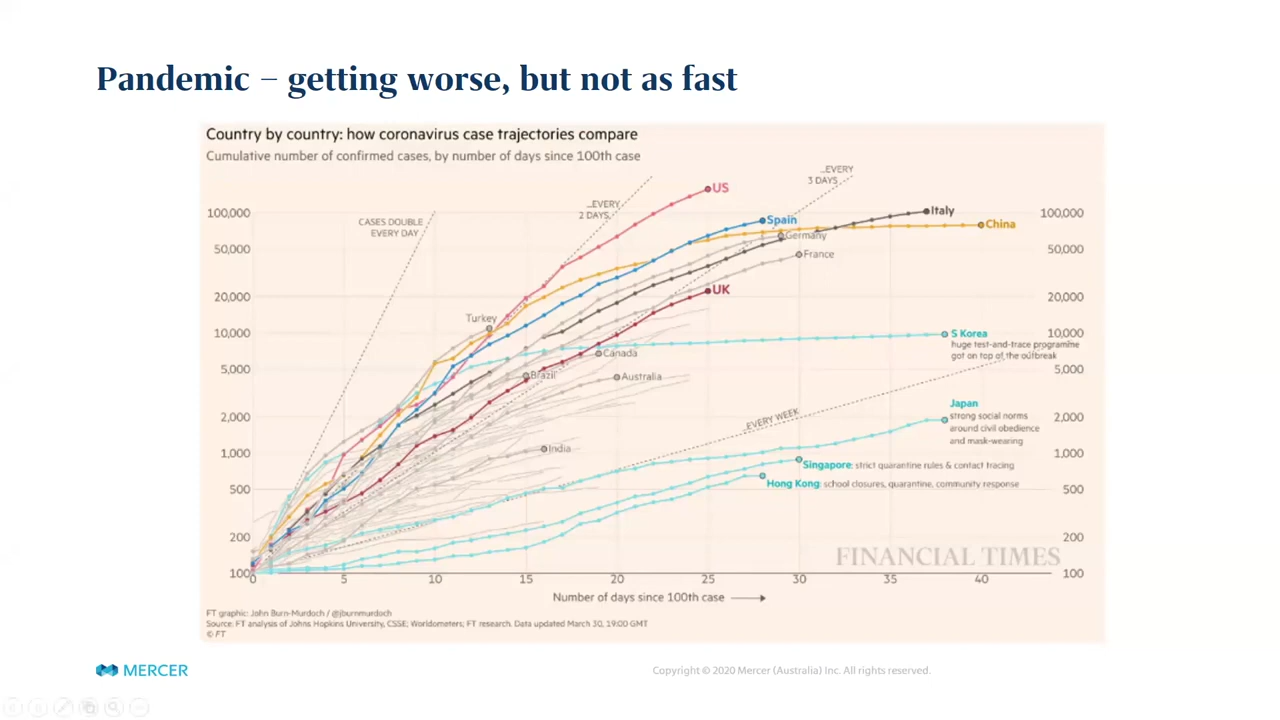 Pandemic – getting worse, but not as fast
Country by country: how coronavirus case trajectories compare
Cumulative number of confirmed cases, by number of days since 100th case
100,000
50,000
20,000
10,000
5,000
2,000
1,000
500
200
100
CASES DOUBLE
EVERY DAY
...EVERY
2 DAYS
...EVERY
3 DAYS
EVERY WEEK
US
Spain
Italy
China
Germany
France
UK
Turkey
Canada
Brazil
Australia
India
S Korea
huge test-and-trace programme
got on top of the outbreak
Japan
strong social norms
around civil obedience
and mask-wearing
Singapore: strict quarantine rules & contact tracing
Hong Kong: school closures, quarantine, community response
100,000
50,000
20,000
10,000
5,000
2,000
1,000
500
200
100
FINANCIAL TIMES
0 5 10 15 20 25 30 35 40
Number of days since 100th case
FT graphic: John Burn-Murdoch / @jburnmurdoch
Source: FT analysis of Johns Hopkins University, CSSE; Worldometers; FT research. Data updated March 30, 19:00 GMT
© FT
MERCER
Copyright © 2020 Mercer (Australia) Inc. All rights reserved.